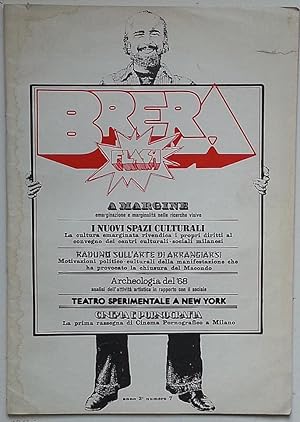 BRERA
FLASH
A MARGINE
emarginazione e marginalità nelle ricerche visive
I NUOVI SPAZI CULTURALI
La cultura emarginata rivendica i propri diritti al
convegno dei centri culturali-sociali milanesi
RADUNO SULL'ARTE DI ARRANGIARSI
Motivazioni politico-culturali della manifestazione che
ha provocato la chiusura del Macondo
Archeologia del '68
analisi dell'attività artistica in rapporto con il sociale
TEATRO SPERIMENTALE A NEW YORK
CINEMA E PORNOGRAFIA
La prima rassegna di Cinema Pornografico a Milano
anno 2° numero 7